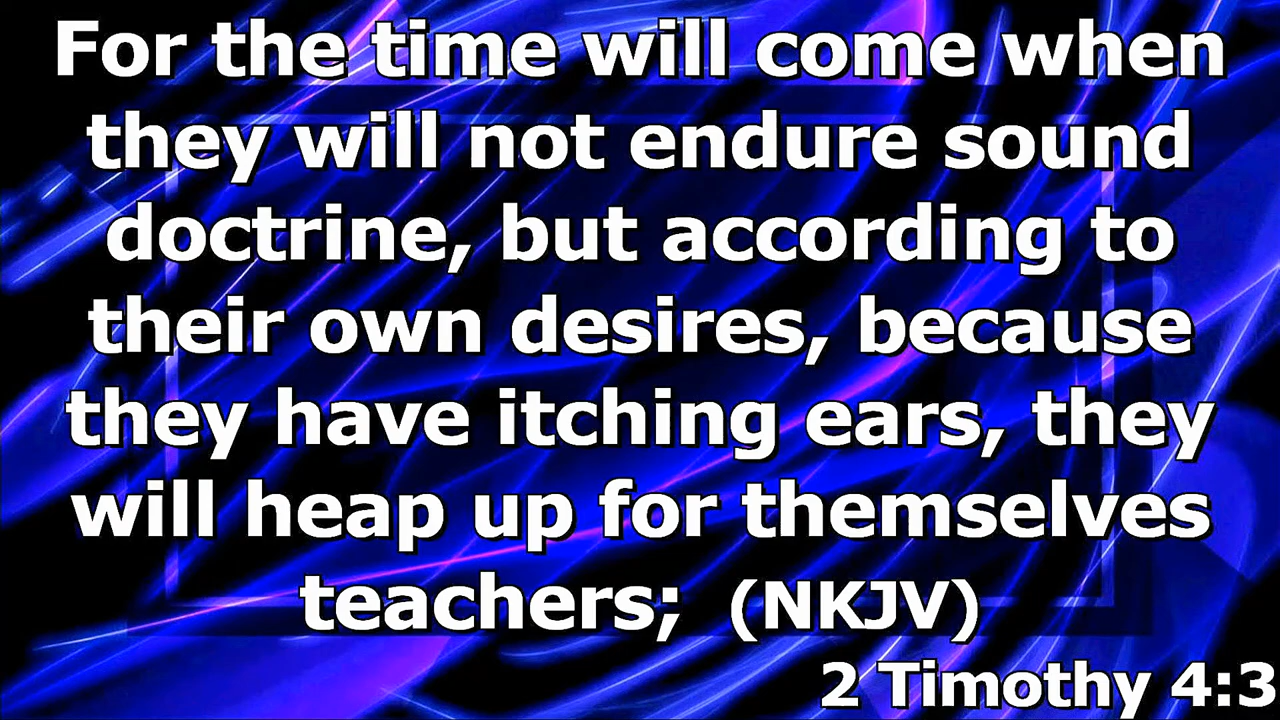 For the time will come when
they will not endure sound
doctrine, but according to
their own desires, because
they have itching ears, they
will heap up for themselves
teachers; (NKJV)
2 Timothy 4:3